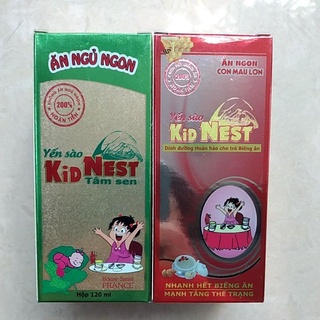 ĂN NGỦ NGON
200%
HOÀN TIỀN
Yến sào
KiD NEST
Tâm sen
FRANCE
Hộp 120 ml
ĂN NGON
CON MAU LỚN
200%
HOÀN TIỀN
Yến sào
KiD NEST
Dinh dưỡng hoàn hảo cho trẻ Biếng ăn
NHANH HẾT BIẾNG ĂN
MẠNH TĂNG THỂ TRẠNG